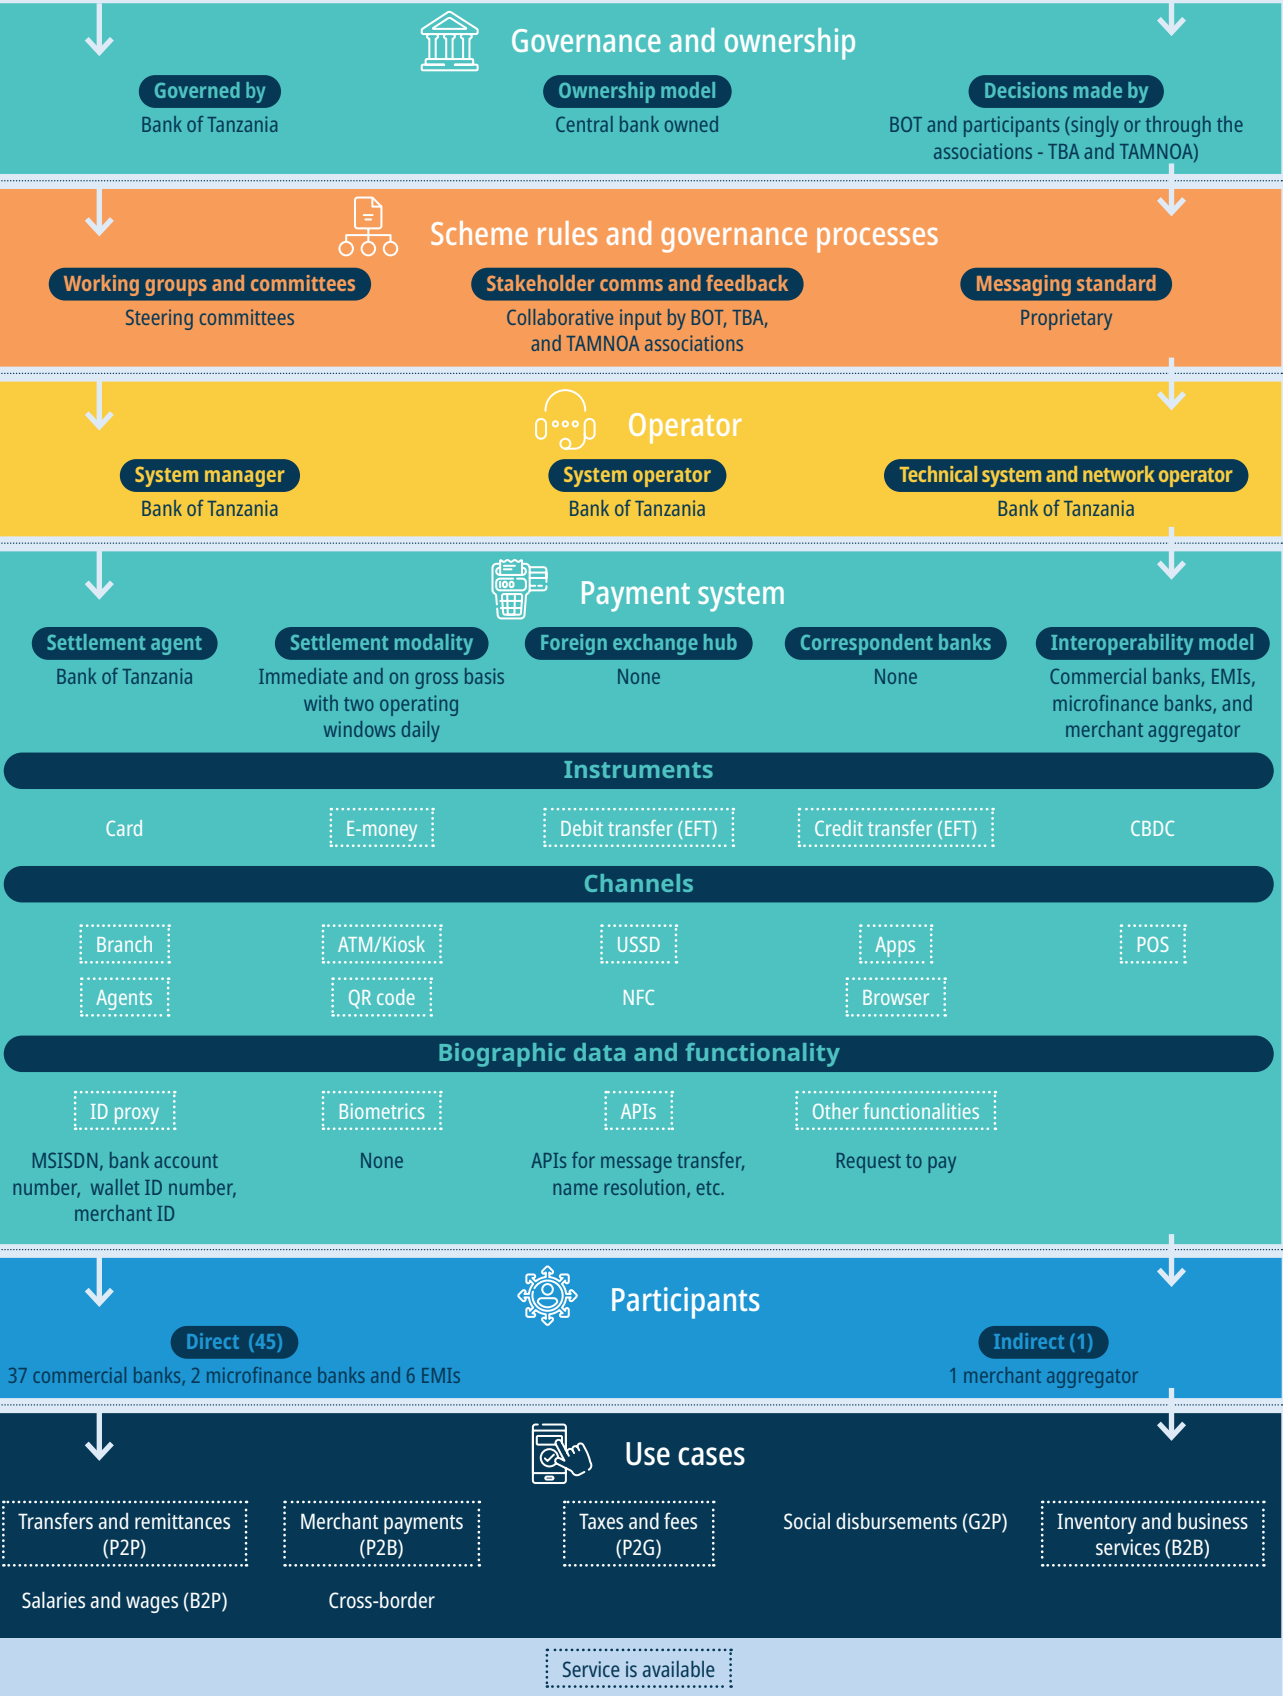 Governance and ownership
Governed by
Bank of Tanzania
Ownership model
Central bank owned
Decisions made by
BOT and participants (singly or through the
associations - TBA and TAMNOA)
Scheme rules and governance processes
Working groups and committees
Steering committees
Stakeholder comms and feedback
Collaborative input by BOT, TBA,
and TAMNOA associations
Messaging standard
Proprietary
Operator
System manager
Bank of Tanzania
System operator
Bank of Tanzania
Technical system and network operator
Bank of Tanzania
Payment system
Settlement agent
Bank of Tanzania
Settlement modality
Immediate and on gross basis
with two operating
windows daily
Foreign exchange hub
None
Correspondent banks
None
Interoperability model
Commercial banks, EMIs,
microfinance banks, and
merchant aggregator
Instruments
Card
E-money
Debit transfer (EFT)
Credit transfer (EFT)
CBDC
Channels
Branch
ATM/Kiosk
USSD
Apps
POS
Agents
QR code
NFC
Browser
Biographic data and functionality
ID proxy
MSISDN, bank account
number, wallet ID number,
merchant ID
Biometrics
None
APIs
APIs for message transfer,
name resolution, etc.
Other functionalities
Request to pay
Participants
Direct (45)
37 commercial banks, 2 microfinance banks and 6 EMIs
Indirect (1)
1 merchant aggregator
Use cases
Transfers and remittances
(P2P)
Merchant payments
(P2B)
Taxes and fees
(P2G)
Social disbursements (G2P)
Inventory and business
services (B2B)
Salaries and wages (B2P)
Cross-border
Service is available